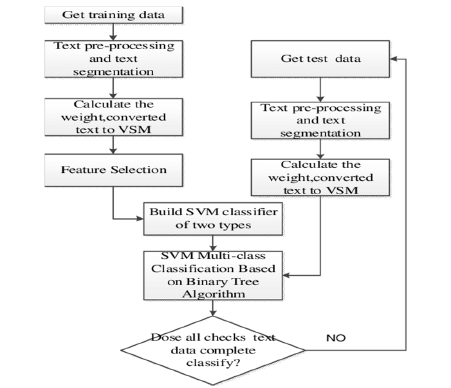 Get training data
Text pre-processing
and text
segmentation
Calculate the
weight,converted
text to VSM
Feature Selection
Get test data
Text pre-processing
and text
segmentation
Calculate the
weight,converted
text to VSM
Build SVM classifier
of two types
SVM Multi-class
Classification Based
on Binary Tree
Algorithm
Dose all checks text
data complete
classify?
NO